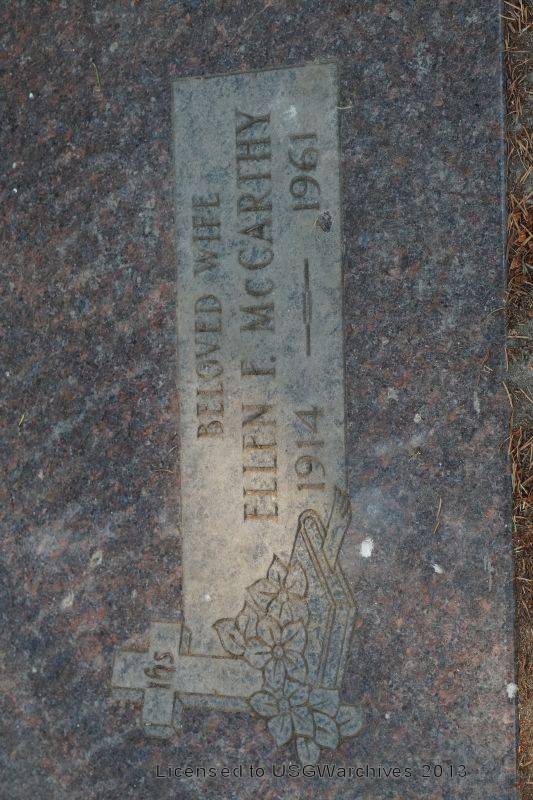 BELOVED WIFE
ELLEN F. McCARTHY
1914 — 1961
ihs
Licensed to USGWarchives 2013